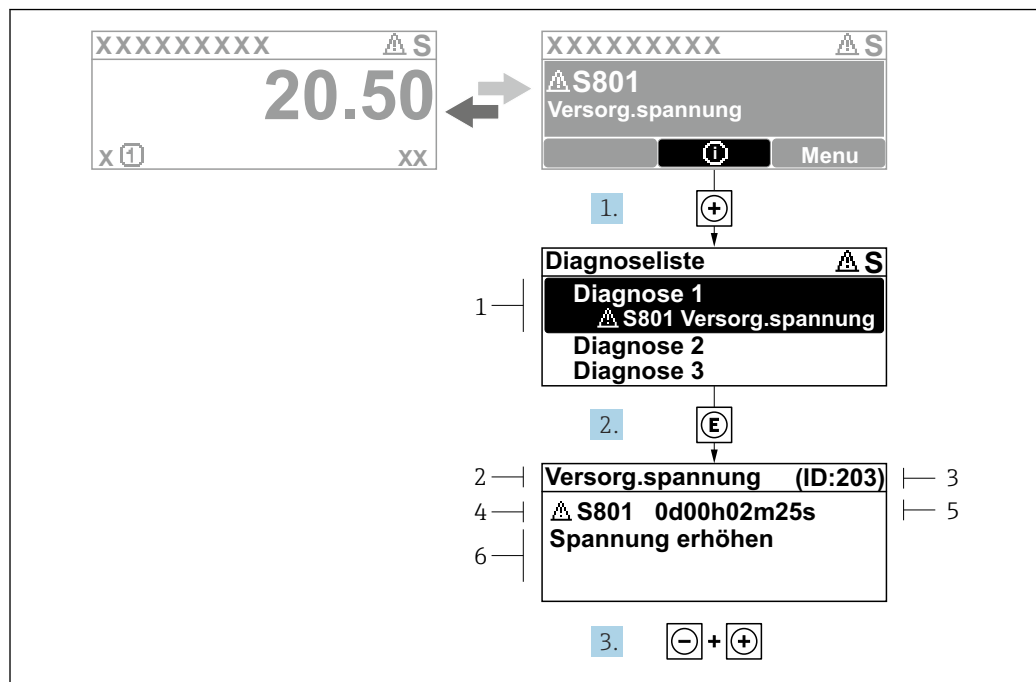 XXXXXXXXX ⚠ S
20.50
x ① xx
XXXXXXXXX ⚠ S
⚠ S801
Versorg.spannung
ⓘ Menu
1. +
Diagnoseliste ⚠ S
1
Diagnose 1
⚠ S801 Versorg.spannung
Diagnose 2
Diagnose 3
2. E
2 Versorg.spannung (ID:203) 3
4 ⚠ S801 0d00h02m25s 5
6 Spannung erhöhen
3. - + +